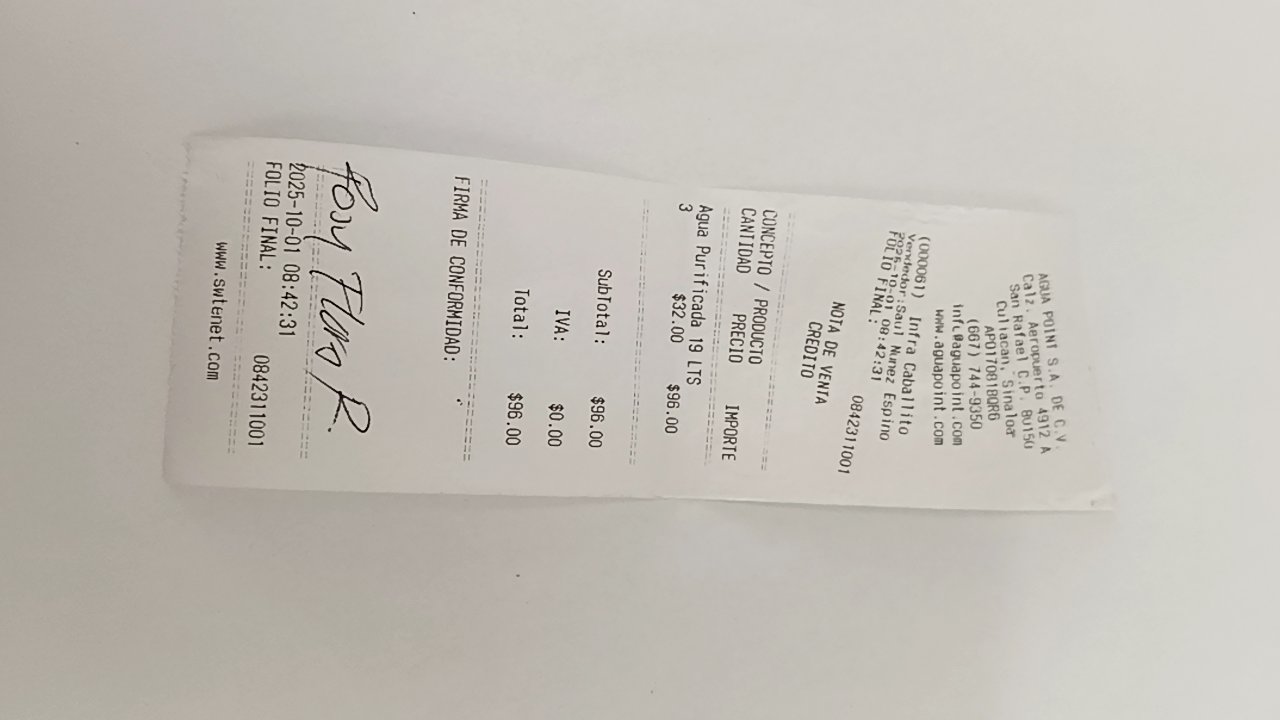 AGUA POINT S.A. DE C.V.
Calz. Aeropuerto 4912 A
San Rafael C.P. 80150
Culiacan, Sinaloa
APO170818QR6
(667) 744-9350
info@aguapoint.com
www.aguapoint.com
(000061) Infra Caballito
Vendedor:Saul Nunez Espino
2025-10-01 08:42:31
FOLIO FINAL: 0842311001
NOTA DE VENTA
CREDITO
CONCEPTO / PRODUCTO
CANTIDAD PRECIO IMPORTE
Agua Purificada 19 LTS
3 $32.00 $96.00
SubTotal: $96.00
IVA: $0.00
Total: $96.00
FIRMA DE CONFORMIDAD:
R.
2025-10-01 08:42:31
FOLIO FINAL: 0842311001
www.swtenet.com